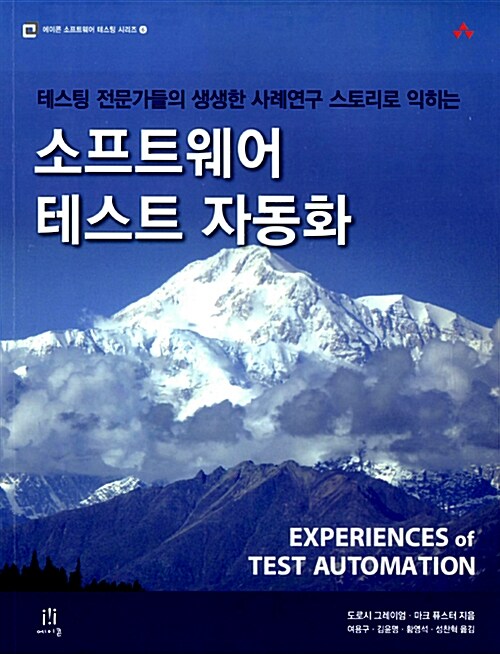 에이콘 소프트웨어 테스팅 시리즈 6
테스팅 전문가들의 생생한 사례연구 스토리로 익히는
소프트웨어
테스트 자동화
EXPERIENCES of
TEST AUTOMATION
도로시 그레이엄 · 마크 퓨스터 지음
여용구 · 김윤명 · 황영석 · 성찬혁 옮김
에이콘